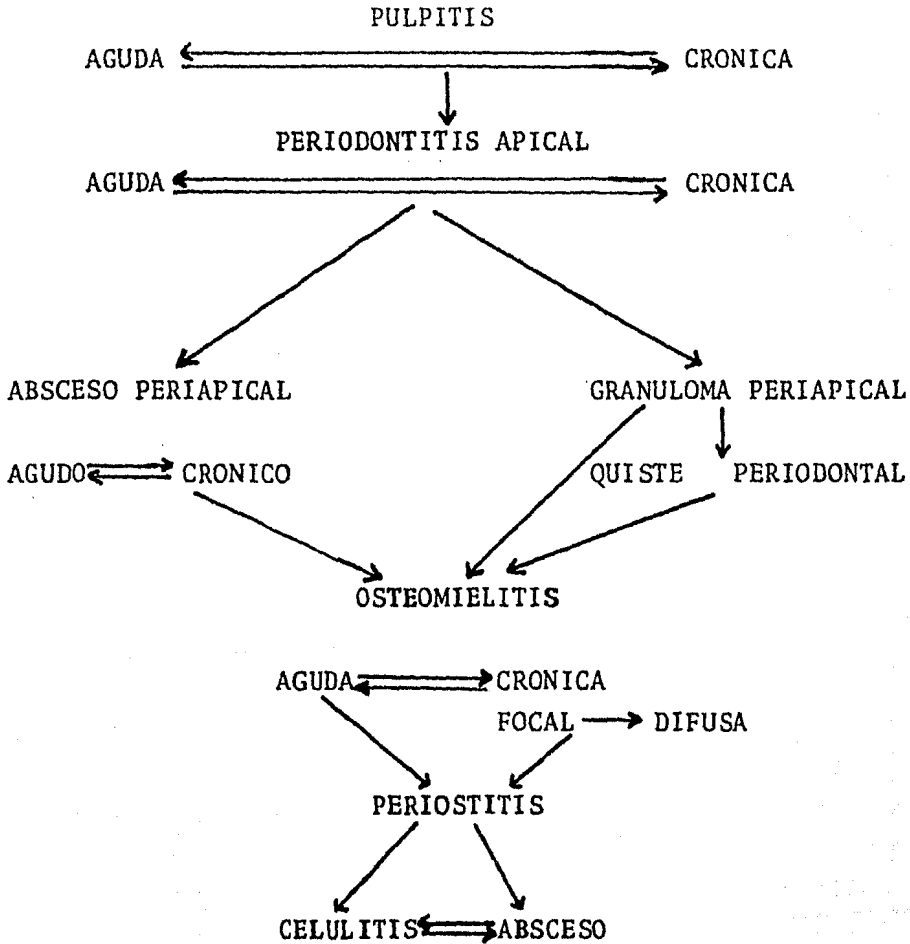 PULPITIS
AGUDA CRONICA
PERIODONTITIS APICAL
AGUDA CRONICA
ABSCESO PERIAPICAL GRANULOMA PERIAPICAL
AGUDO CRONICO QUISTE PERIODONTAL
OSTEOMIELITIS
AGUDA CRONICA
FOCAL DIFUSA
PERIOSTITIS
CELULITIS ABSCESO